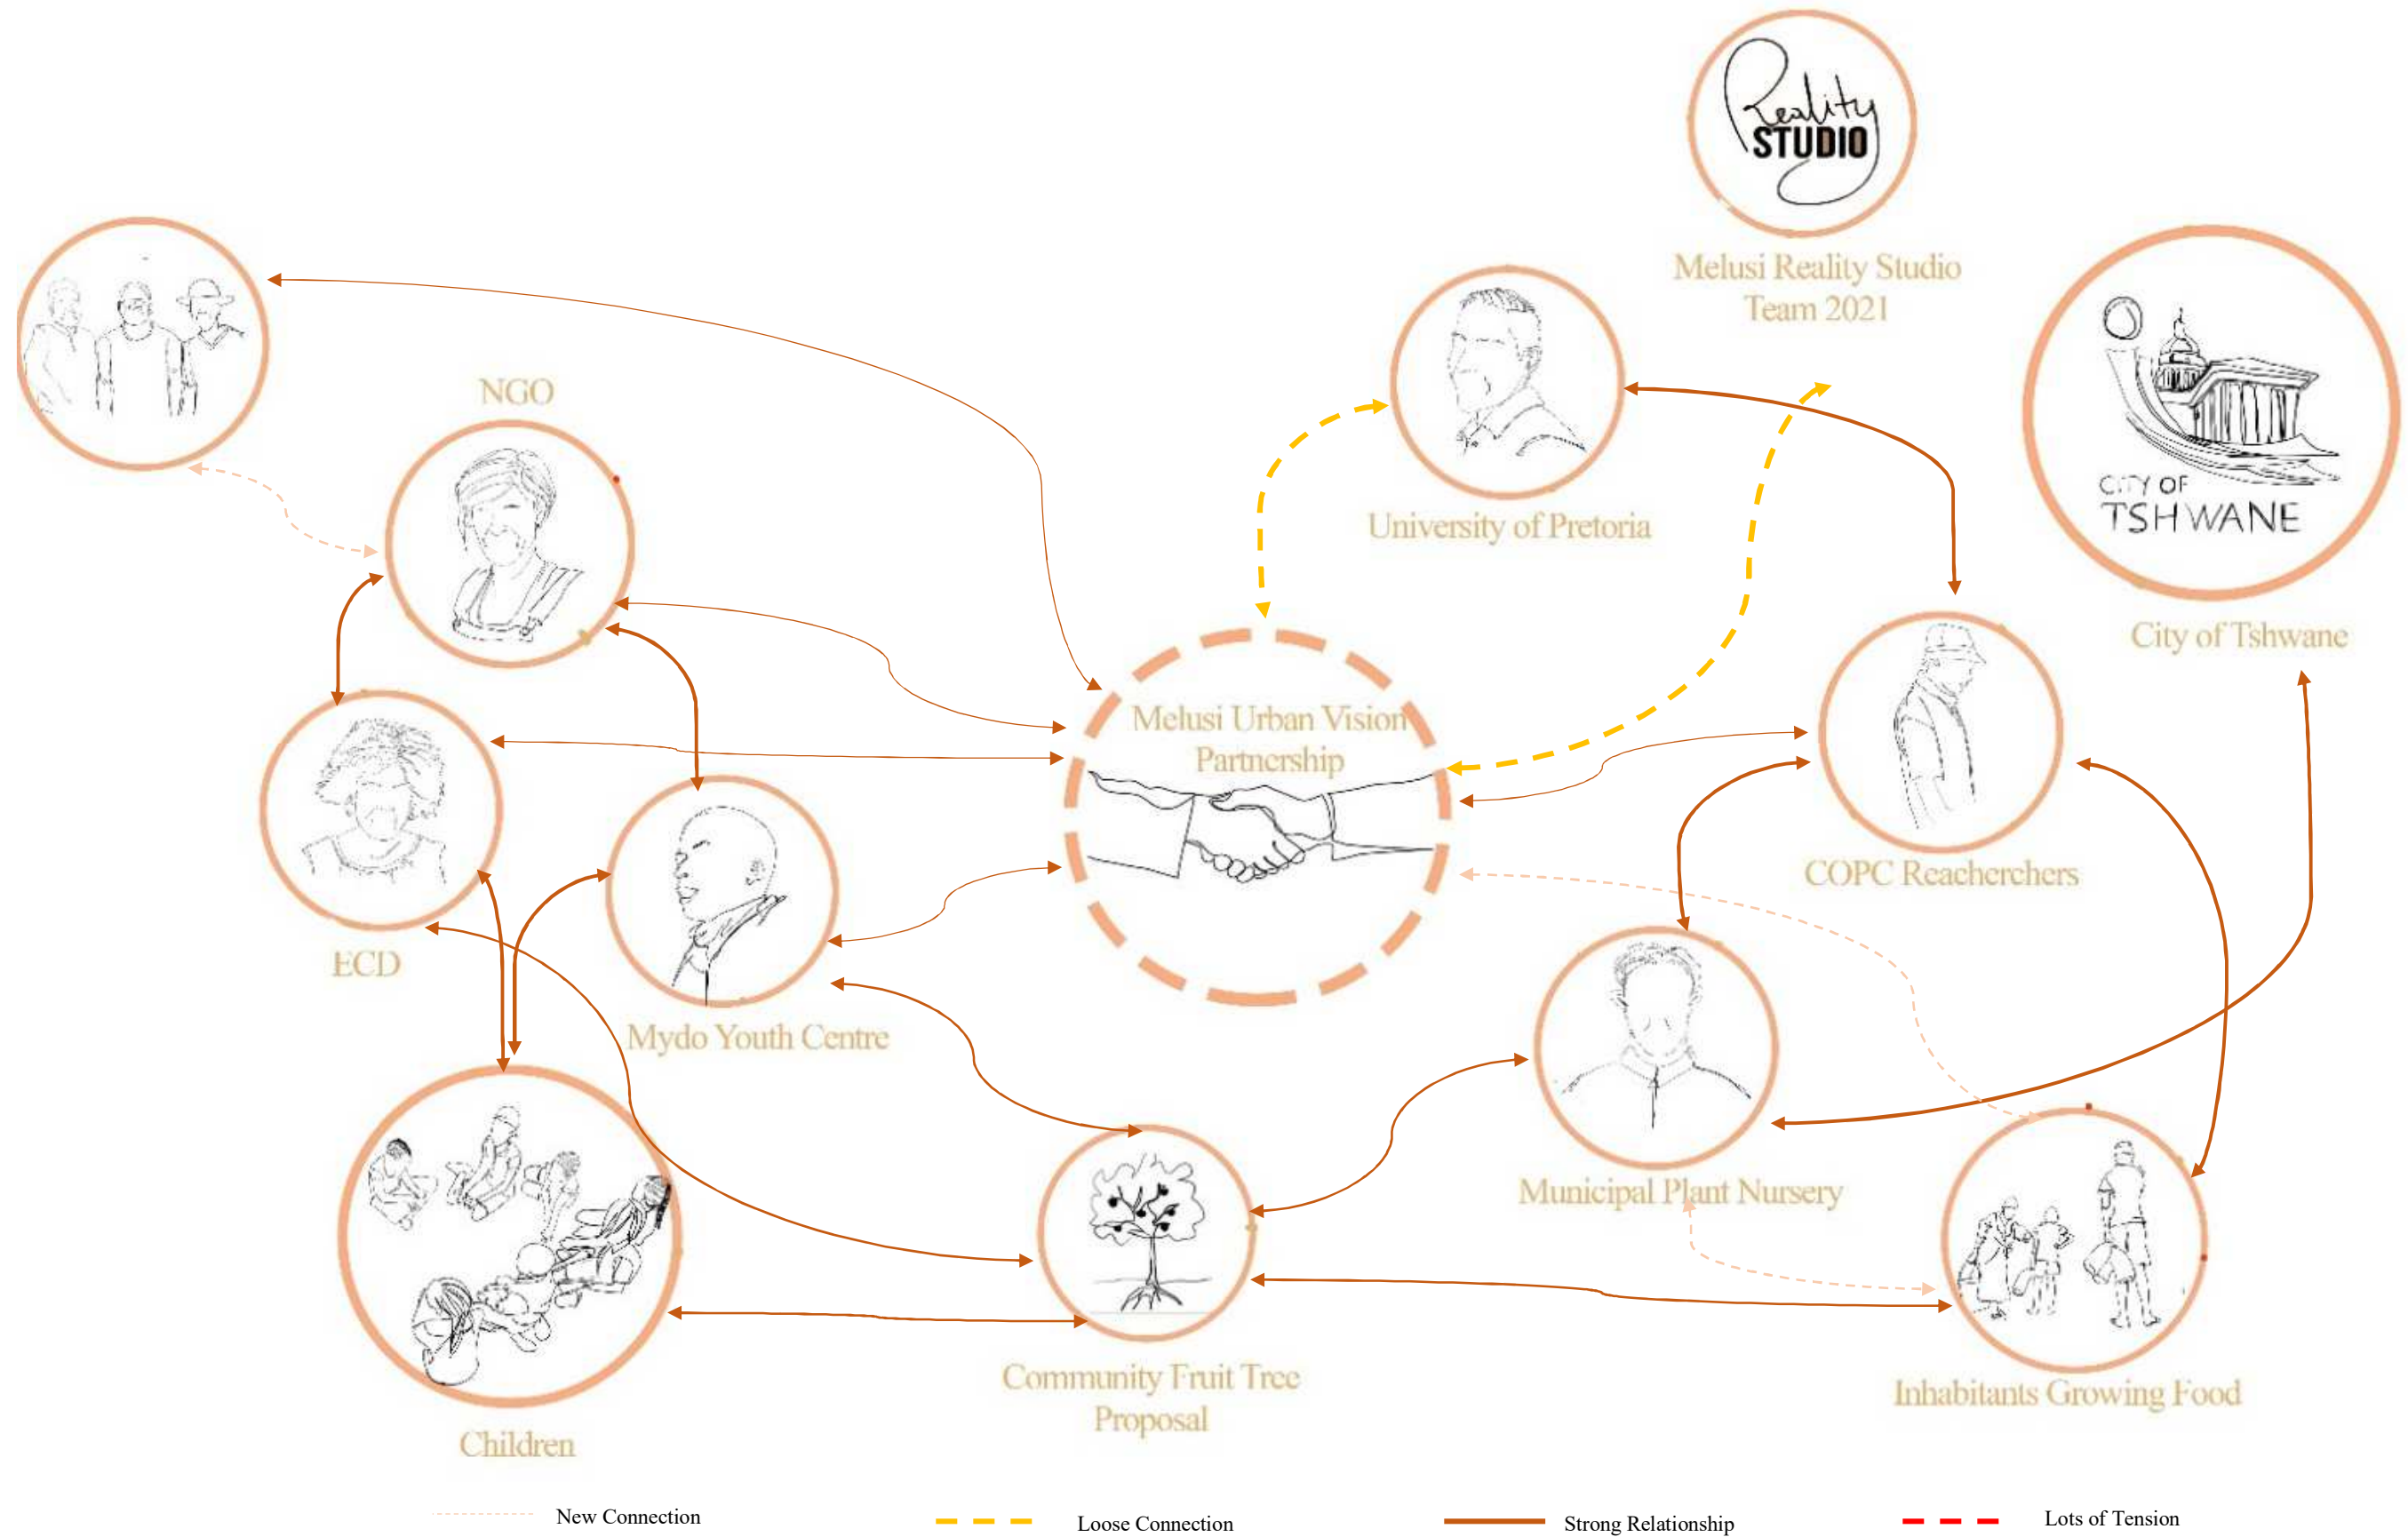 Reality
STUDIO
Melusi Reality Studio
Team 2021
NGO
CITY OF
TSHWANE
University of Pretoria
City of Tshwane
Melusi Urban Vision
Partnership
COPC Reacherchers
ECD
Mydo Youth Centre
Municipal Plant Nursery
Community Fruit Tree
Proposal
Inhabitants Growing Food
Children
New Connection
Loose Connection
Strong Relationship
Lots of Tension